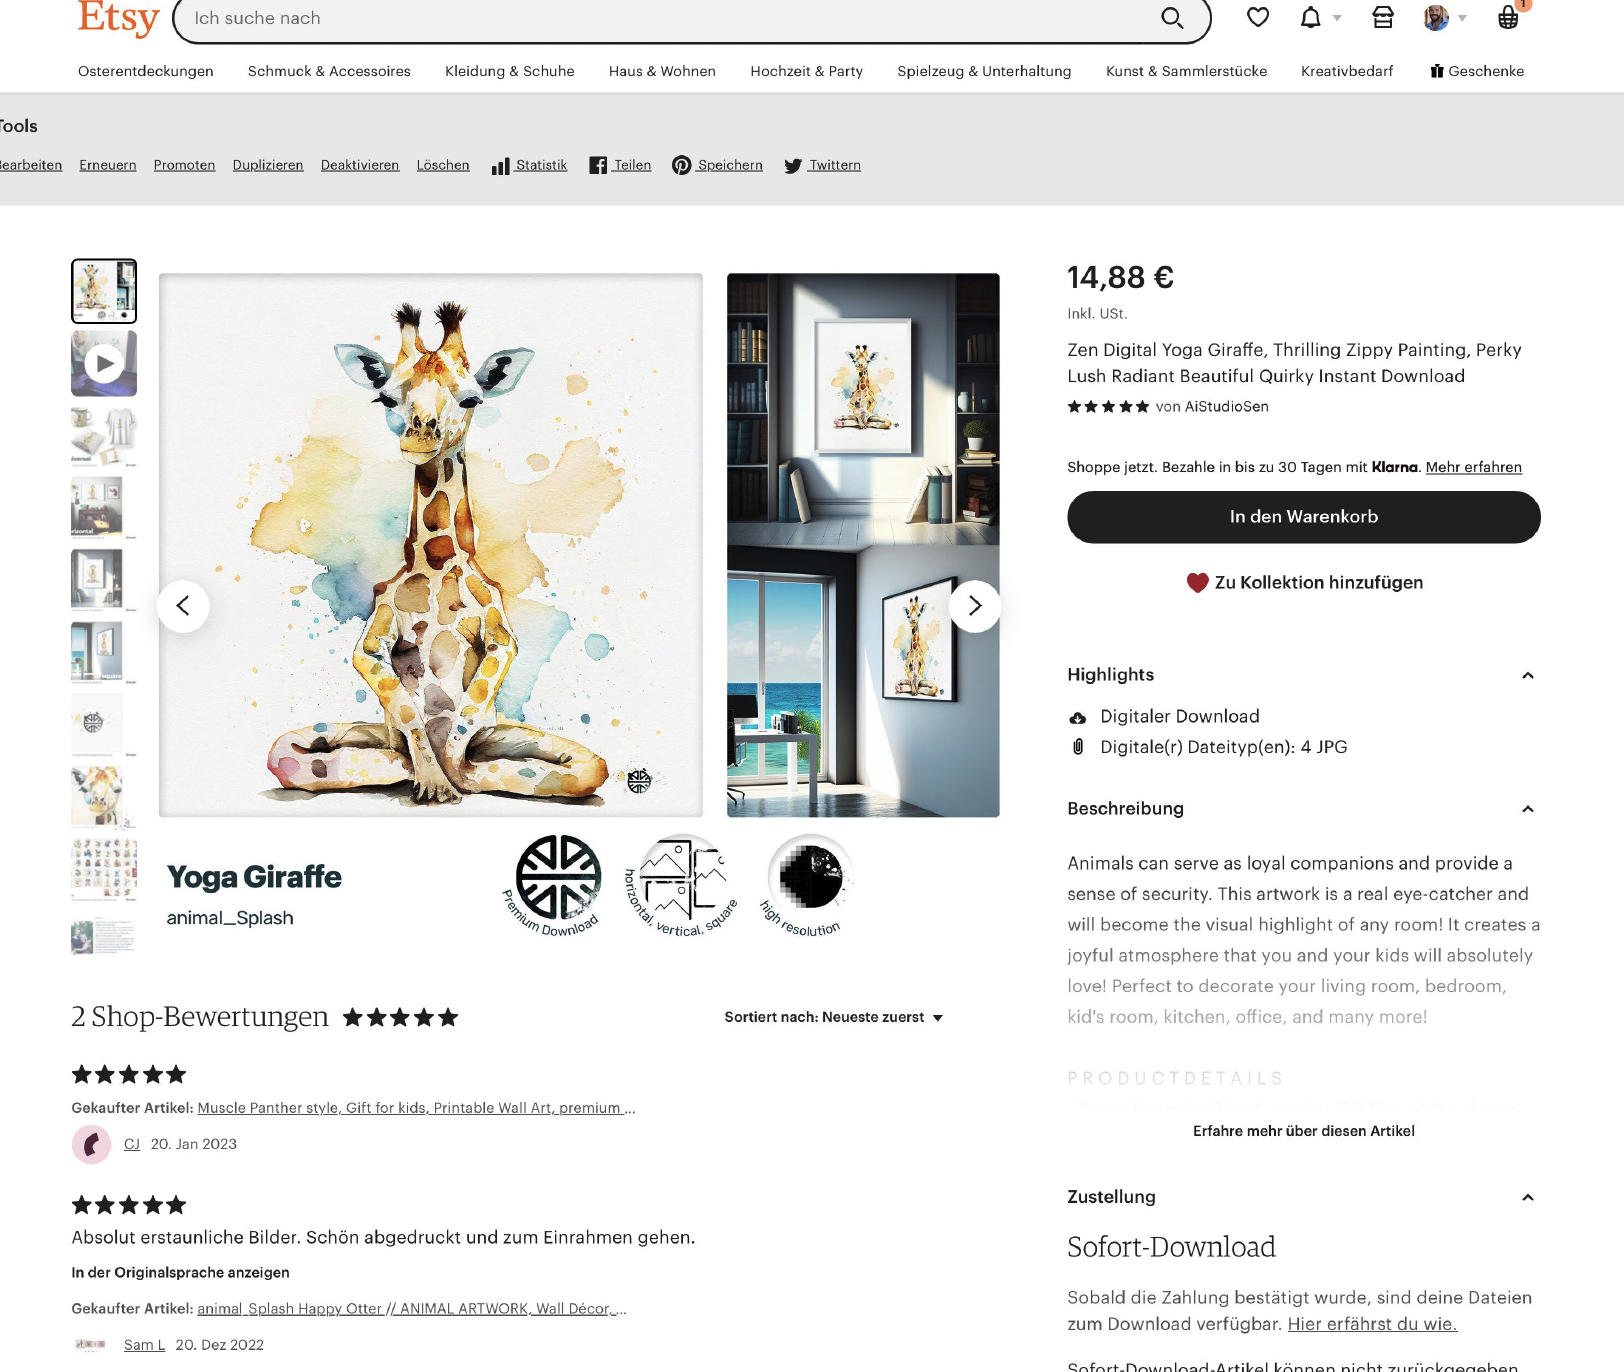 Etsy
Ich suche nach
1
Osterentdeckungen Schmuck & Accessoires Kleidung & Schuhe Haus & Wohnen Hochzeit & Party Spielzeug & Unterhaltung Kunst & Sammlerstücke Kreativbedarf Geschenke
Tools
Bearbeiten Erneuern Promoten Duplizieren Deaktivieren Löschen Statistik Teilen Speichern Twittern
Yoga Giraffe
animal_Splash
Premium Download
horizontal, vertical, square
high resolution
2 Shop-Bewertungen
Sortiert nach: Neueste zuerst
Gekaufter Artikel: Muscle Panther style, Gift for kids, Printable Wall Art, premium ...
CJ 20. Jan 2023
Absolut erstaunliche Bilder. Schön abgedruckt und zum Einrahmen gehen.
In der Originalsprache anzeigen
Gekaufter Artikel: animal_Splash Happy Otter // ANIMAL ARTWORK, Wall Décor, ...
Sam L 20. Dez 2022
14,88 €
Inkl. USt.
Zen Digital Yoga Giraffe, Thrilling Zippy Painting, Perky
Lush Radiant Beautiful Quirky Instant Download
von AiStudioSen
Shoppe jetzt. Bezahle in bis zu 30 Tagen mit Klarna. Mehr erfahren
In den Warenkorb
Zu Kollektion hinzufügen
Highlights
Digitaler Download
Digitale(r) Dateityp(en): 4 JPG
Beschreibung
Animals can serve as loyal companions and provide a
sense of security. This artwork is a real eye-catcher and
will become the visual highlight of any room! It creates a
joyful atmosphere that you and your kids will absolutely
love! Perfect to decorate your living room, bedroom,
kid's room, kitchen, office, and many more!
PRODUCTDETAILS
Erfahre mehr über diesen Artikel
Zustellung
Sofort-Download
Sobald die Zahlung bestätigt wurde, sind deine Dateien
zum Download verfügbar. Hier erfährst du wie.
Sofort-Download-Artikel können nicht zurückgegeben